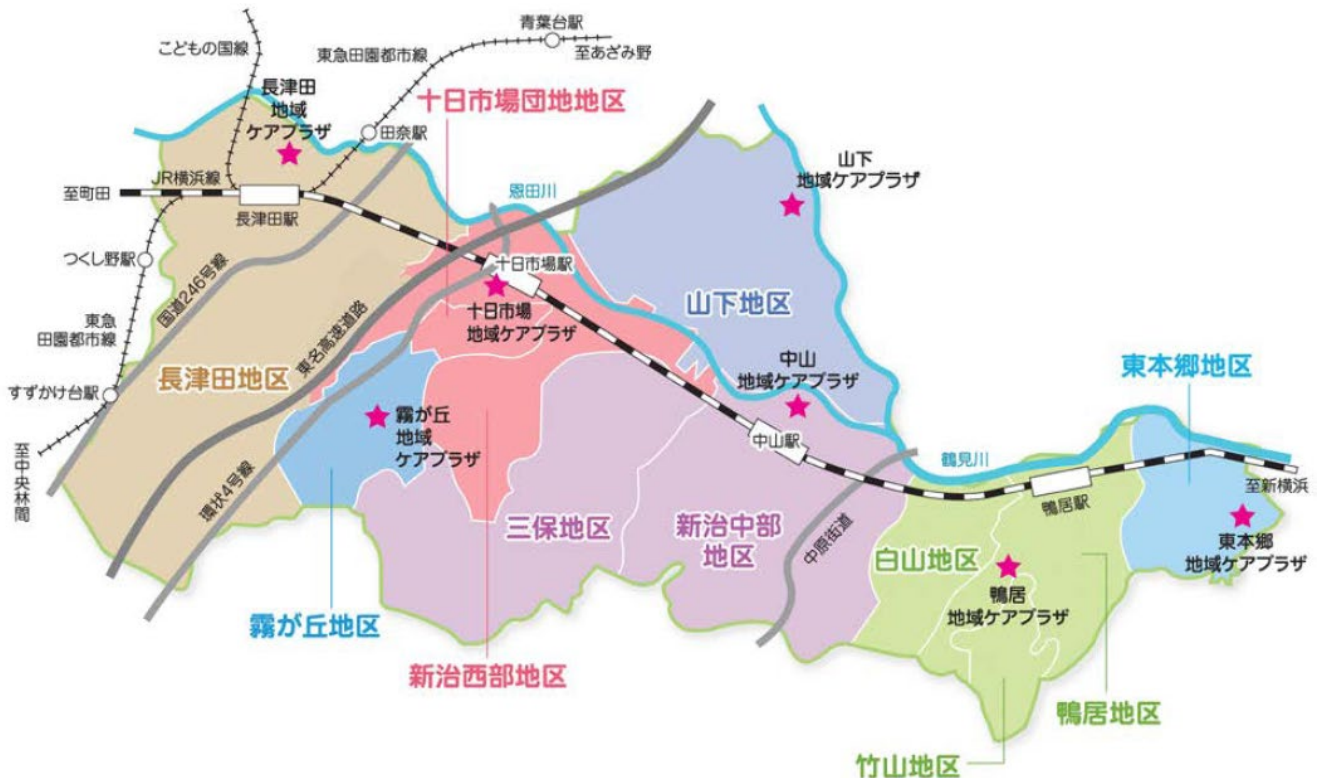 こどもの国線
東急田園都市線
青葉台駅
至あざみ野
長津田
地域
ケアプラザ
十日市場団地地区
田奈駅
山下
地域ケアプラザ
JR横浜線
至町田
長津田駅
恩田川
つくし野駅
国道246号線
十日市場駅
東急
田園都市線
東名高速道路
十日市場
地域ケアプラザ
山下地区
すずかけ台駅
長津田地区
中山
地域ケアプラザ
東本郷地区
霧が丘
地域
ケアプラザ
中山駅
至中央林間
環状4号線
鶴見川
至新横浜
鴨居駅
三保地区
新治中部
地区
中原街道
白山地区
東本郷
地域ケアプラザ
鴨居
地域ケアプラザ
霧が丘地区
新治西部地区
鴨居地区
竹山地区